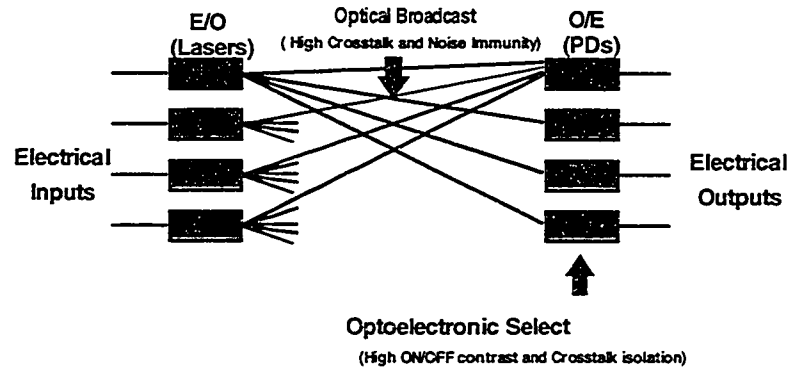 E/O
(Lasers)
Optical Broadcast
( High Crosstalk and Noise Immunity)
O/E
(PDs)
Electrical
Inputs
Electrical
Outputs
Optoelectronic Select
(High ON/OFF contrast and Crosstalk isolation)